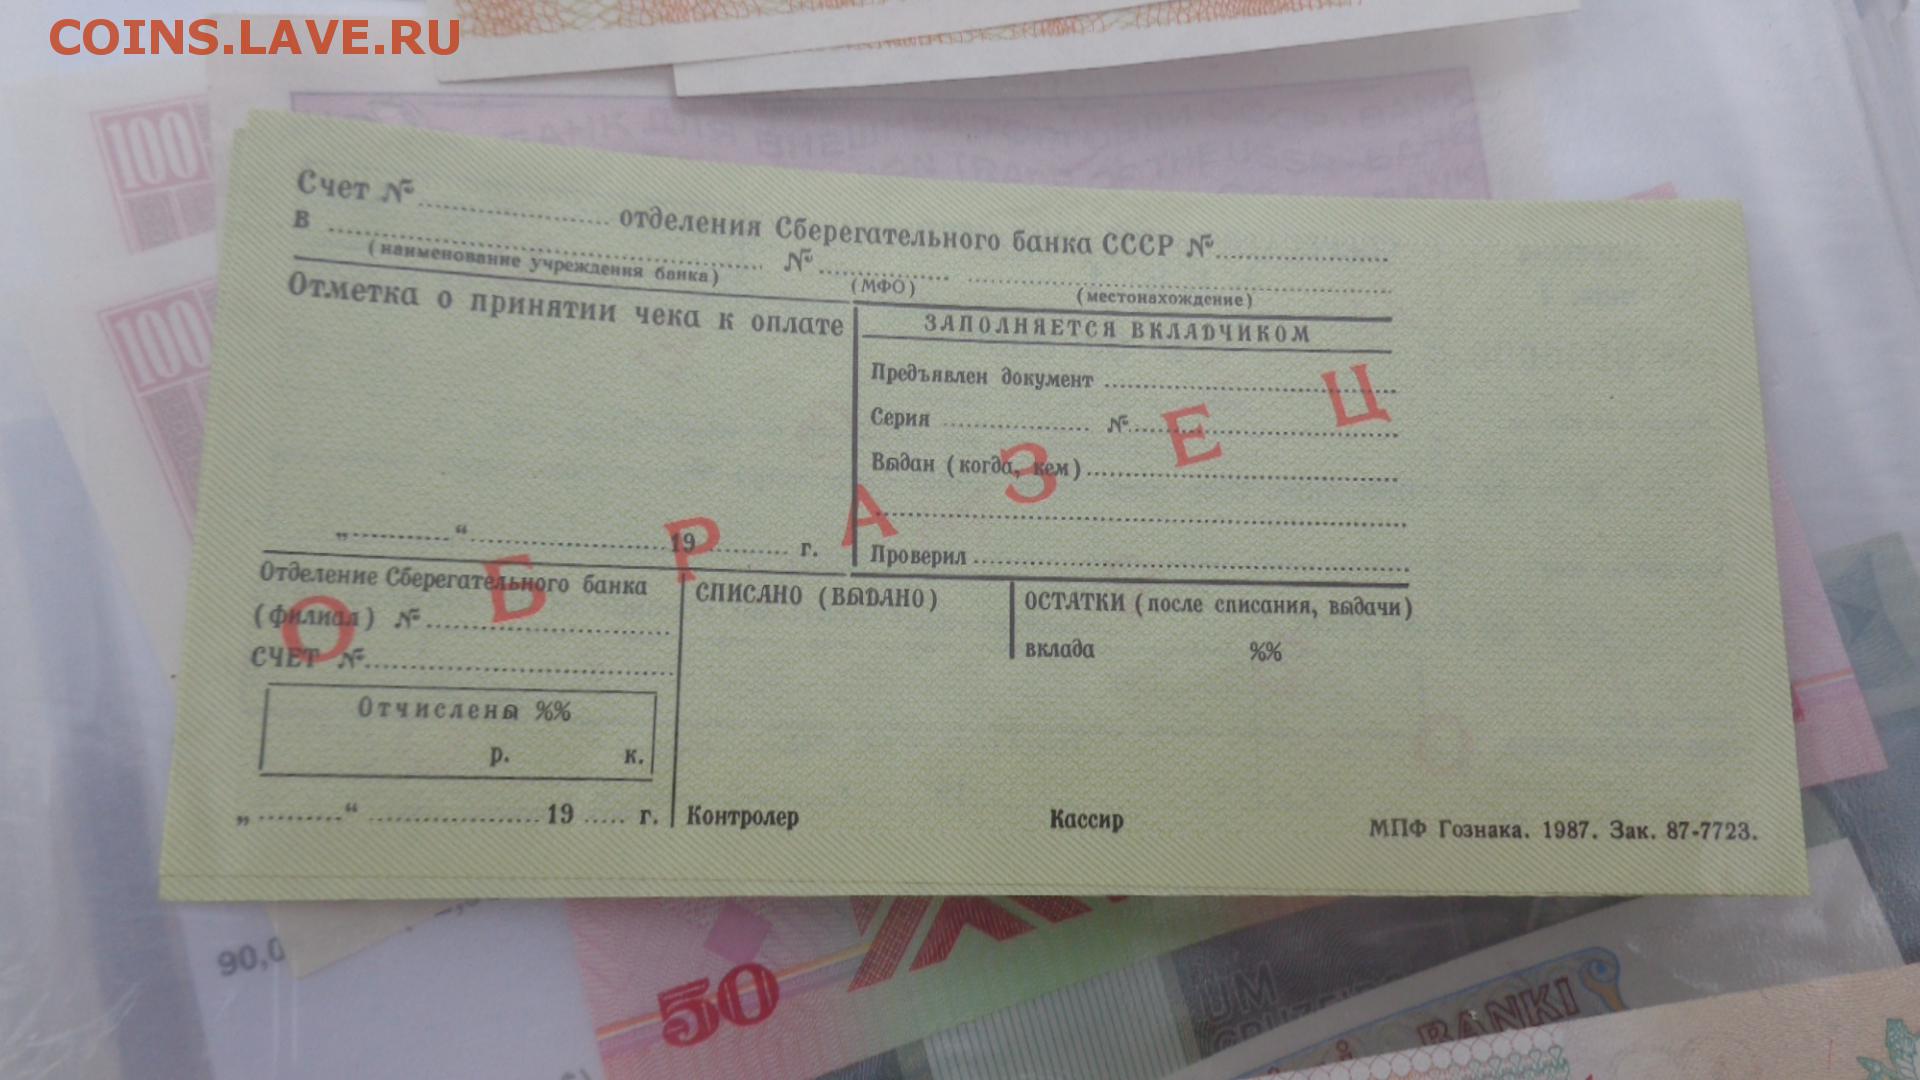 COINS.LAVE.RU
100
100
Счет № отделения Сберегательного банка СССР №
в № 
(наименование учреждения банка) (МФО) (местонахождение)
Отметка о принятии чека к оплате
„ “ 19 г.
ЗАПОЛНЯЕТСЯ ВКЛАДЧИКОМ
Предъявлен документ
Серия №
Выдан (когда, кем)
Проверил
ОБРАЗЕЦ
Отделение Сберегательного банка
(филиал) №
СЧЕТ №
Отчислены %%
р. к.
„ “ 19 г.
СПИСАНО (ВЫДАНО)
ОСТАТКИ (после списания, выдачи)
вклада %%
Контролер Кассир
МПФ Гознака. 1987. Зак. 87-7723.
90,0
50
UM
BANKI